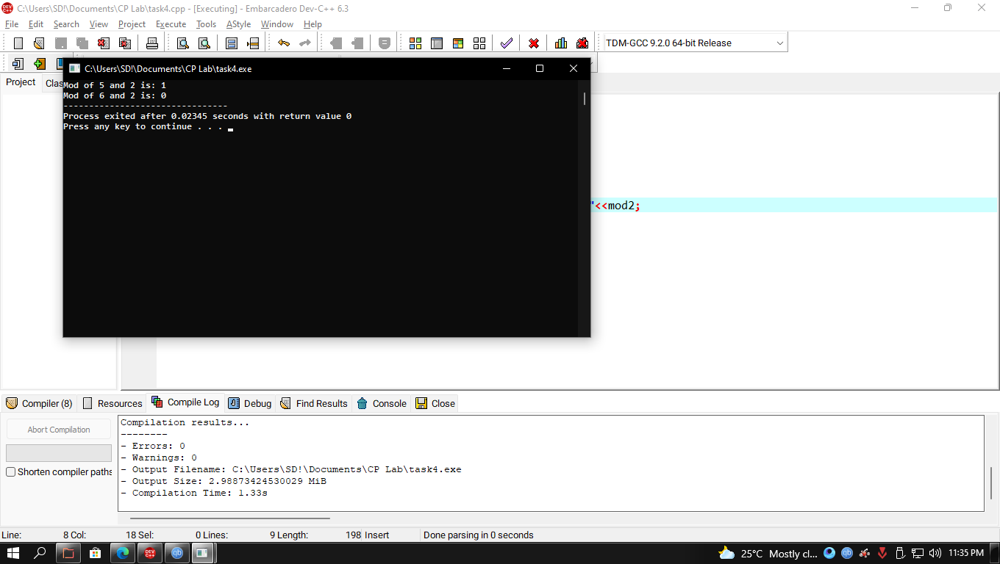 C:\Users\SD!\Documents\CP Lab\task4.cpp - [Executing] - Embarcadero Dev-C++ 6.3
File Edit Search View Project Execute Tools AStyle Window Help
TDM-GCC 9.2.0 64-bit Release
Project
C:\Users\SD!\Documents\CP Lab\task4.exe
Mod of 5 and 2 is: 1
Mod of 6 and 2 is: 0
--------------------------------
Process exited after 0.02345 seconds with return value 0
Press any key to continue . . .
"<<mod2;
Compiler (8) Resources Compile Log Debug Find Results Console Close
Abort Compilation
Shorten compiler paths
Compilation results...
--------
- Errors: 0
- Warnings: 0
- Output Filename: C:\Users\SD!\Documents\CP Lab\task4.exe
- Output Size: 2.98873424530029 MiB
- Compilation Time: 1.33s
Line: 8 Col: 18 Sel: 0 Lines: 9 Length: 198 Insert Done parsing in 0 seconds
25°C Mostly cl... 11:35 PM